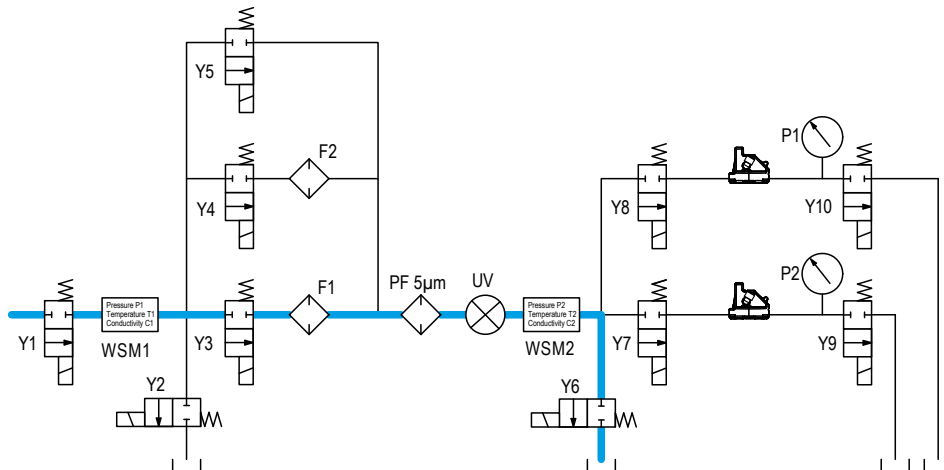 Y5
F2
P1
Y4
Y8
Y10
F1
PF 5µm
UV
P2
Pressure P1
Temperature T1
Conductivity C1
Pressure P2
Temperature T2
Conductivity C2
Y1
WSM1
Y3
WSM2
Y7
Y9
Y2
Y6